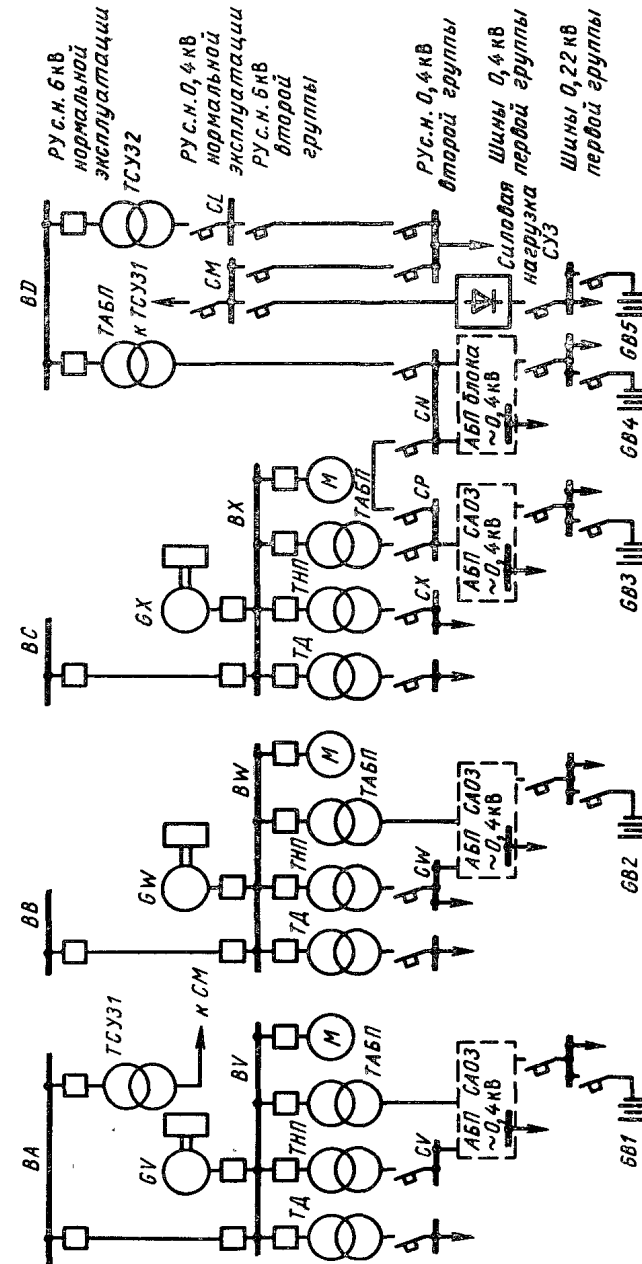 РУ с.н. 6 кВ
нормальной
эксплуатации
ТСУЗ2
РУ с.н. 0,4 кВ
нормальной
эксплуатации
РУ с.н. 6 кВ
второй
группы
РУ с.н. 0,4 кВ
второй группы
Шины 0,4 кВ
первой группы
Шины 0,22 кВ
первой группы
BD
ТАБП
к ТСУЗ1
CM
CL
Силовая
нагрузка
СУЗ
CN
АБП блока
~0,4 кВ
GB4
GB5
BC
GX
BX
М
ТД
ТНП
ТАБП
CX
CP
АБП САОЗ
~0,4 кВ
GB3
BB
GW
BW
М
ТД
ТНП
ТАБП
GW
АБП САОЗ
~0,4 кВ
GB2
BA
ТСУЗ1
к СМ
GV
BV
М
ТД
ТНП
ТАБП
CV
АБП САОЗ
~0,4 кВ
GB1